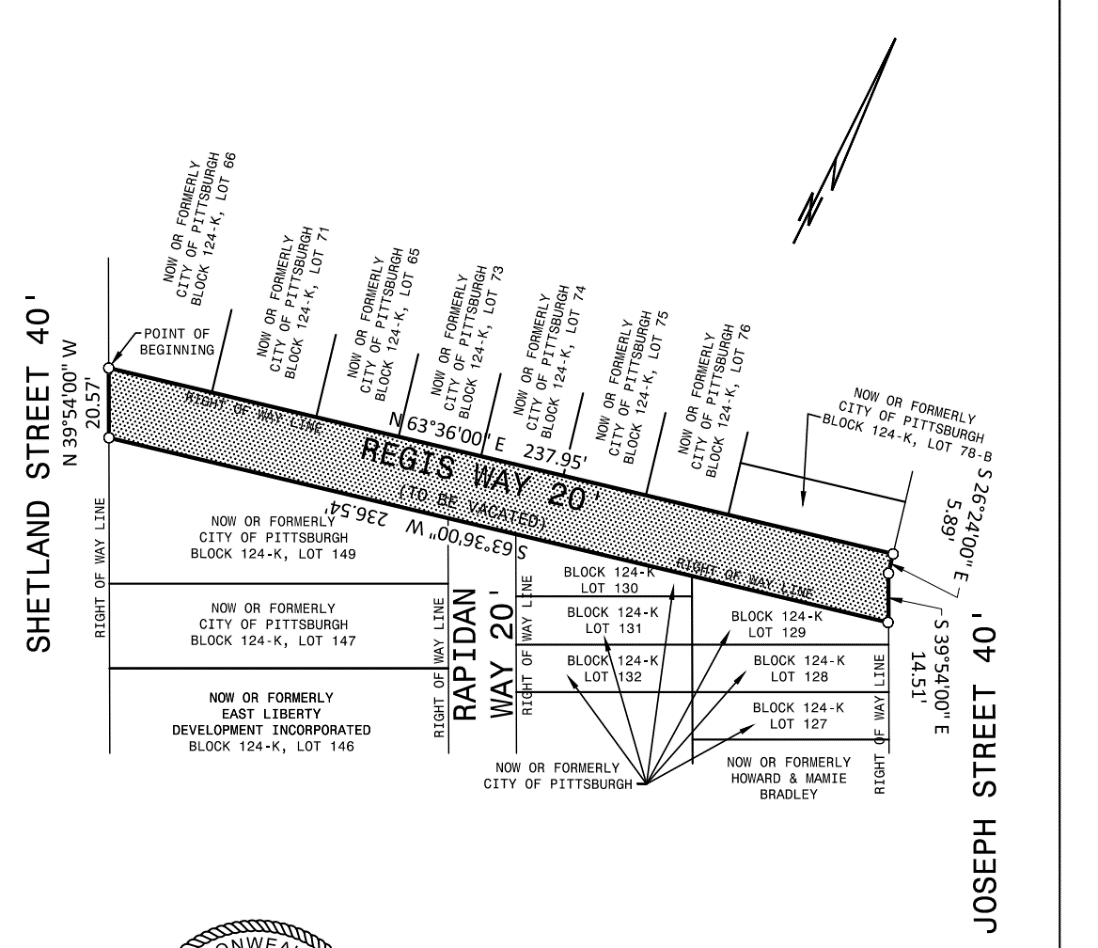 NOW OR FORMERLY
CITY OF PITTSBURGH
BLOCK 124-K, LOT 66
NOW OR FORMERLY
CITY OF PITTSBURGH
BLOCK 124-K, LOT 71
NOW OR FORMERLY
CITY OF PITTSBURGH
BLOCK 124-K, LOT 65
NOW OR FORMERLY
CITY OF PITTSBURGH
BLOCK 124-K, LOT 73
NOW OR FORMERLY
CITY OF PITTSBURGH
BLOCK 124-K, LOT 74
NOW OR FORMERLY
CITY OF PITTSBURGH
BLOCK 124-K, LOT 75
NOW OR FORMERLY
CITY OF PITTSBURGH
BLOCK 124-K, LOT 76
NOW OR FORMERLY
CITY OF PITTSBURGH
BLOCK 124-K, LOT 78-B
N
SHETLAND STREET 40'
N 39°54'00" W
20.57'
POINT OF
BEGINNING
RIGHT OF WAY LINE
N 63°36'00" E 237.95'
REGIS WAY 20'
(TO BE VACATED)
S 63°36'00" W 236.54'
RIGHT OF WAY LINE
S 26°24'00" E
5.89'
S 39°54'00" E
14.51'
JOSEPH STREET 40'
RIGHT OF WAY LINE
NOW OR FORMERLY
CITY OF PITTSBURGH
BLOCK 124-K, LOT 149
NOW OR FORMERLY
CITY OF PITTSBURGH
BLOCK 124-K, LOT 147
NOW OR FORMERLY
EAST LIBERTY
DEVELOPMENT INCORPORATED
BLOCK 124-K, LOT 146
RIGHT OF WAY LINE
RAPIDAN
WAY 20'
RIGHT OF WAY LINE
BLOCK 124-K
LOT 130
BLOCK 124-K
LOT 131
BLOCK 124-K
LOT 132
BLOCK 124-K
LOT 129
BLOCK 124-K
LOT 128
BLOCK 124-K
LOT 127
RIGHT OF WAY LINE
NOW OR FORMERLY
CITY OF PITTSBURGH
NOW OR FORMERLY
HOWARD & MAMIE
BRADLEY